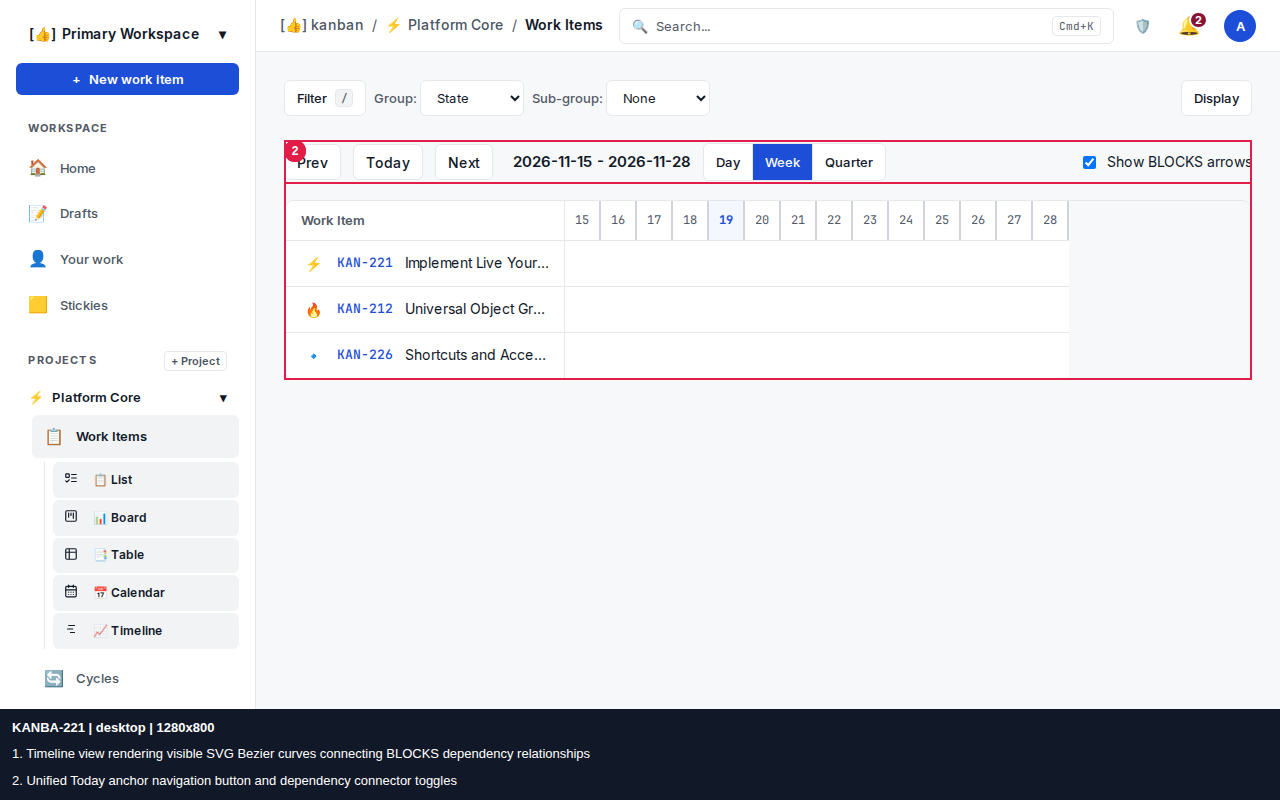 [👍] Primary Workspace ▼
+ New work item
WORKSPACE
🏠 Home
📝 Drafts
👤 Your work
🟨 Stickies
PROJECTS + Project
⚡ Platform Core ▼
📋 Work Items
📋 List
📊 Board
📑 Table
📅 Calendar
📈 Timeline
🔄 Cycles
[👍] kanban / ⚡ Platform Core / Work Items
🔍 Search... Cmd+K
2
A
Filter / Group: State Sub-group: None Display
2
Prev Today Next 2026-11-15 - 2026-11-28 Day Week Quarter Show BLOCKS arrows
Work Item 15 16 17 18 19 20 21 22 23 24 25 26 27 28
⚡ KAN-221 Implement Live Your...
🔥 KAN-212 Universal Object Gr...
🔹 KAN-226 Shortcuts and Acce...
KANBA-221 | desktop | 1280x800
1. Timeline view rendering visible SVG Bezier curves connecting BLOCKS dependency relationships
2. Unified Today anchor navigation button and dependency connector toggles